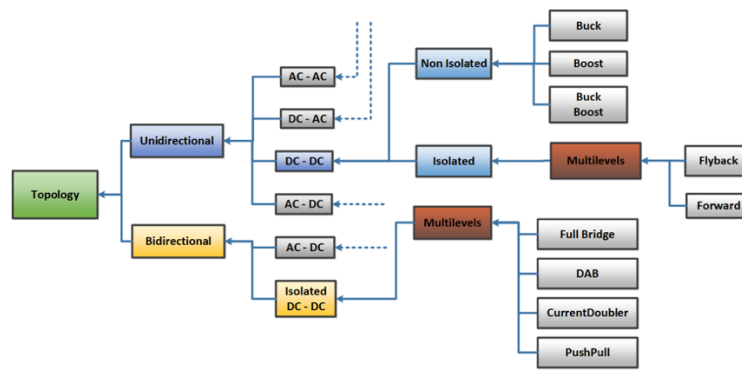 Topology
Unidirectional
Bidirectional
AC - AC
DC - AC
DC - DC
AC - DC
AC - DC
Isolated
DC - DC
Non Isolated
Isolated
Multilevels
Buck
Boost
Buck
Boost
Multilevels
Flyback
Forward
Full Bridge
DAB
CurrentDoubler
PushPull